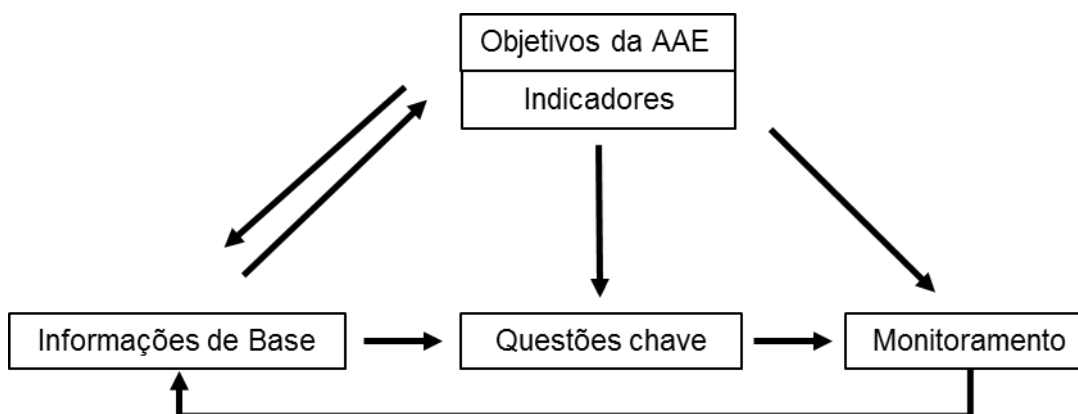 Objetivos da AAE
Indicadores
Informações de Base
Questões chave
Monitoramento